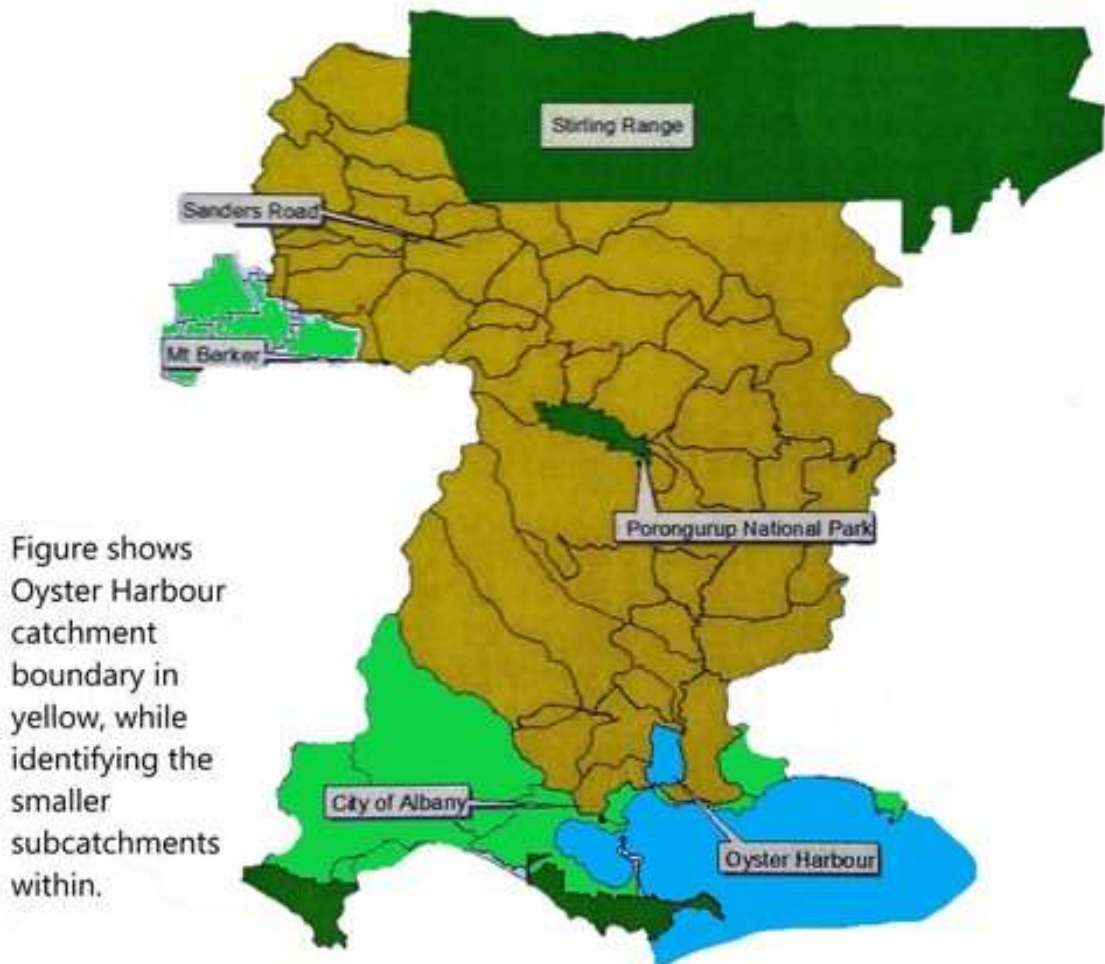 Stirling Range
Sanders Road
Mt Barker
Porongurup National Park
Figure shows
Oyster Harbour
catchment
boundary in
yellow, while
identifying the
smaller
subcatchments
within.
City of Albany
Oyster Harbour